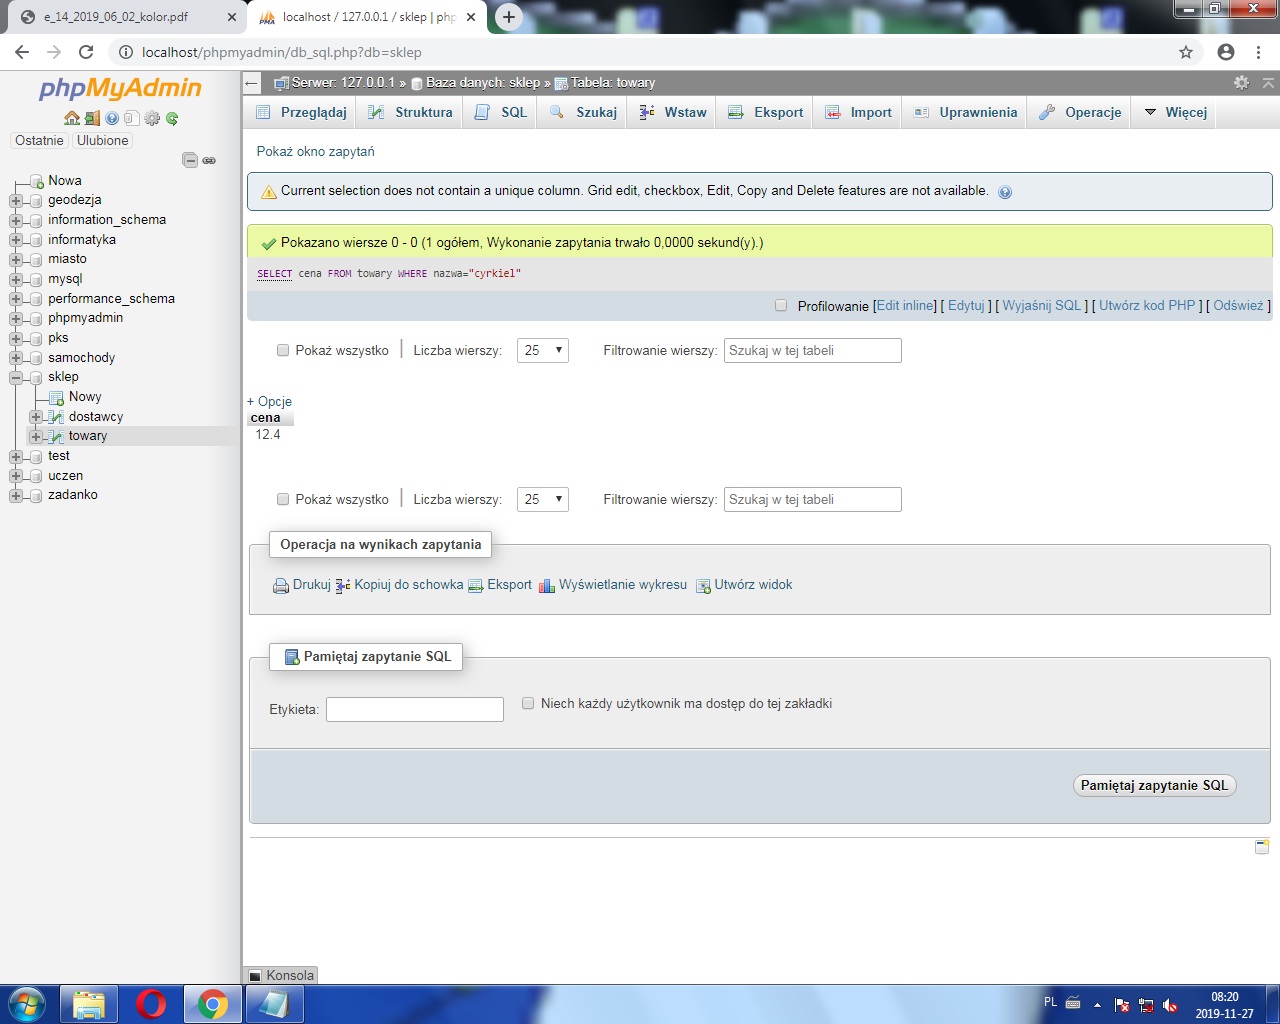 e_14_2019_06_02_kolor.pdf
localhost / 127.0.0.1 / sklep | php
localhost/phpmyadmin/db_sql.php?db=sklep
phpMyAdmin
Ostatnie Ulubione
Nowa
geodezja
information_schema
informatyka
miasto
mysql
performance_schema
phpmyadmin
pks
samochody
sklep
Nowy
dostawcy
towary
test
uczen
zadanko
Serwer: 127.0.0.1 » Baza danych: sklep » Tabela: towary
Przeglądaj Struktura SQL Szukaj Wstaw Eksport Import Uprawnienia Operacje Więcej
Pokaż okno zapytań
Current selection does not contain a unique column. Grid edit, checkbox, Edit, Copy and Delete features are not available.
Pokazano wiersze 0 - 0 (1 ogółem, Wykonanie zapytania trwało 0,0000 sekund(y).)
SELECT cena FROM towary WHERE nazwa="cyrkiel"
Profilowanie [Edit inline] [ Edytuj ] [ Wyjaśnij SQL ] [ Utwórz kod PHP ] [ Odśwież ]
Pokaż wszystko | Liczba wierszy: 25 Filtrowanie wierszy: Szukaj w tej tabeli
+ Opcje
cena
12.4
Pokaż wszystko | Liczba wierszy: 25 Filtrowanie wierszy: Szukaj w tej tabeli
Operacja na wynikach zapytania
Drukuj Kopiuj do schowka Eksport Wyświetlanie wykresu Utwórz widok
Pamiętaj zapytanie SQL
Etykieta: Niech każdy użytkownik ma dostęp do tej zakładki
Pamiętaj zapytanie SQL
Konsola
PL
08:20
2019-11-27